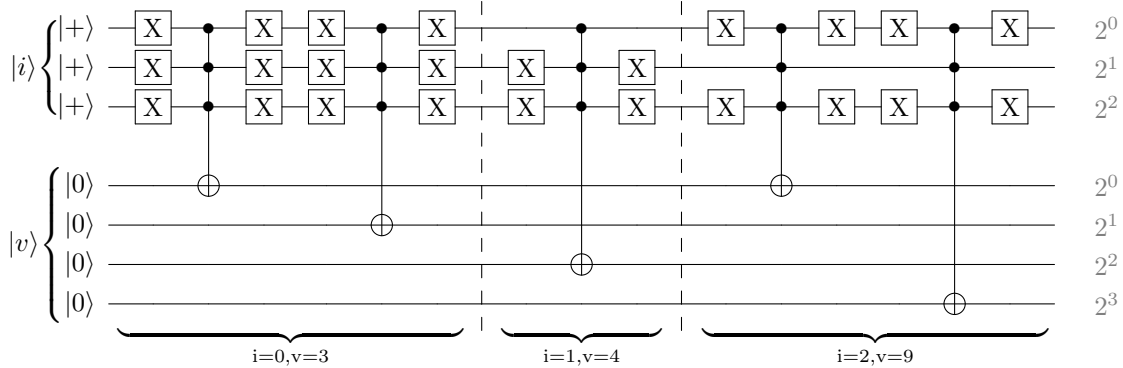 |+⟩ X X X X X X 2⁰
|i⟩ |+⟩ X X X X X X 2¹
|+⟩ X X X X X X X X X X 2²
|0⟩ 2⁰
|v⟩ |0⟩ 2¹
|0⟩ 2²
|0⟩ 2³
i=0,v=3 i=1,v=4 i=2,v=9